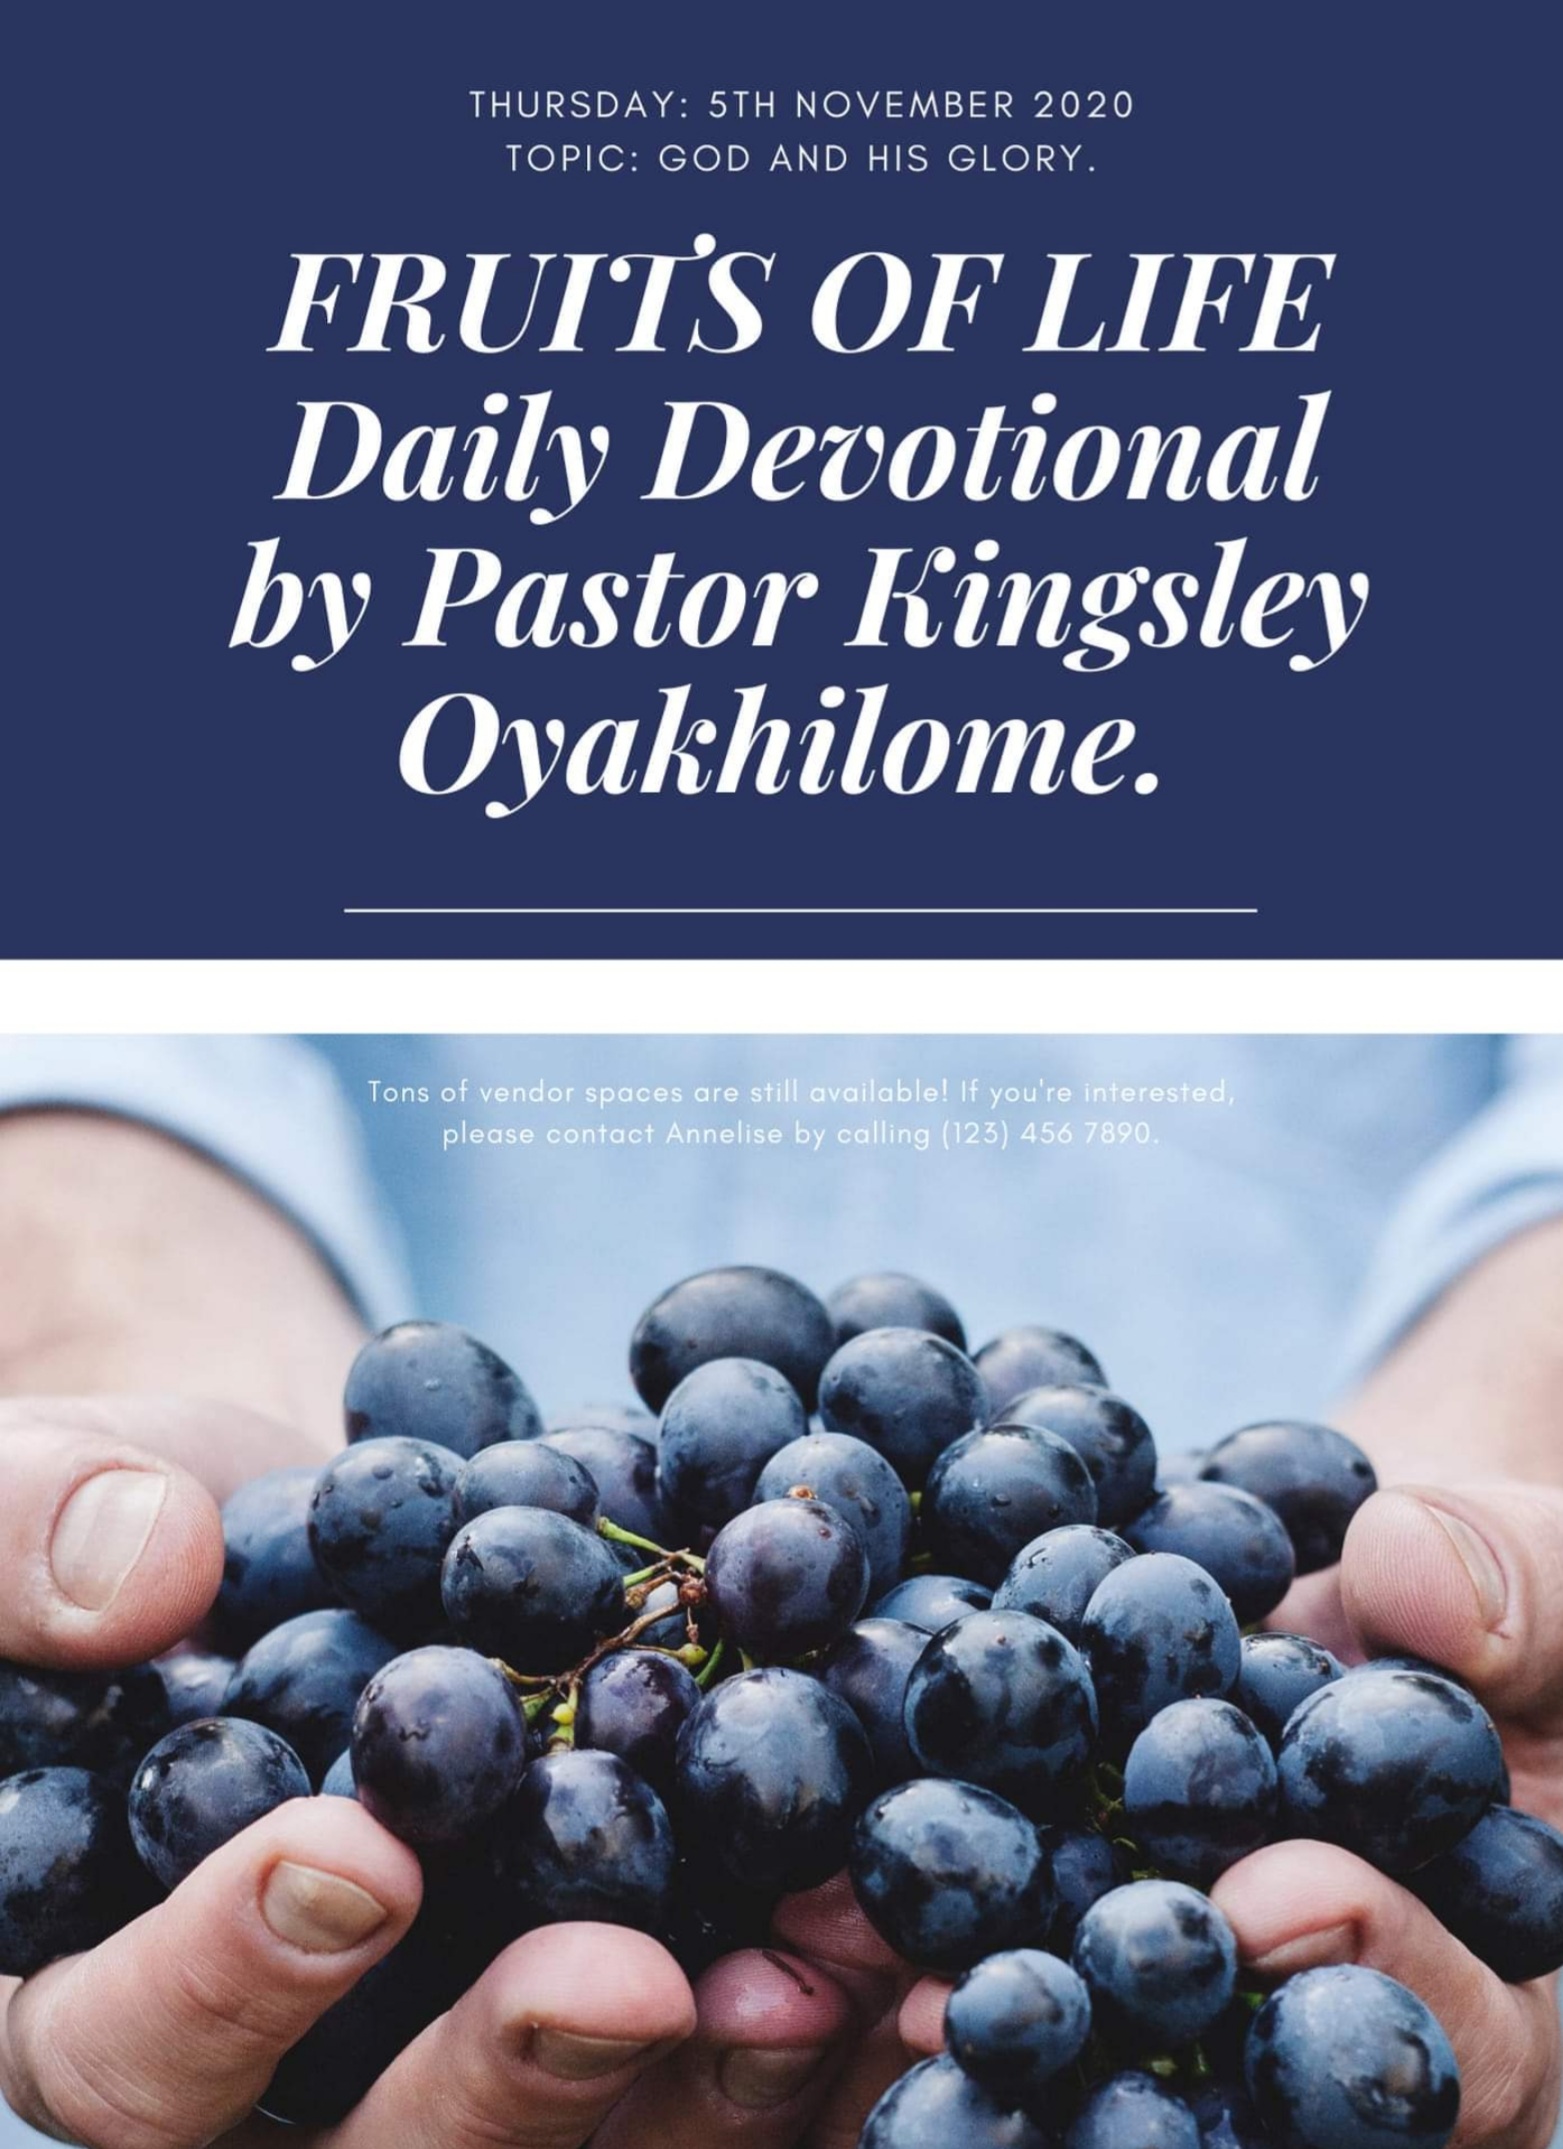 THURSDAY: 5TH NOVEMBER 2020
TOPIC: GOD AND HIS GLORY.
FRUITS OF LIFE
Daily Devotional
by Pastor Kingsley
Oyakhilome.
Tons of vendor spaces are still available! If you're interested,
please contact Annelise by calling (123) 456 7890.